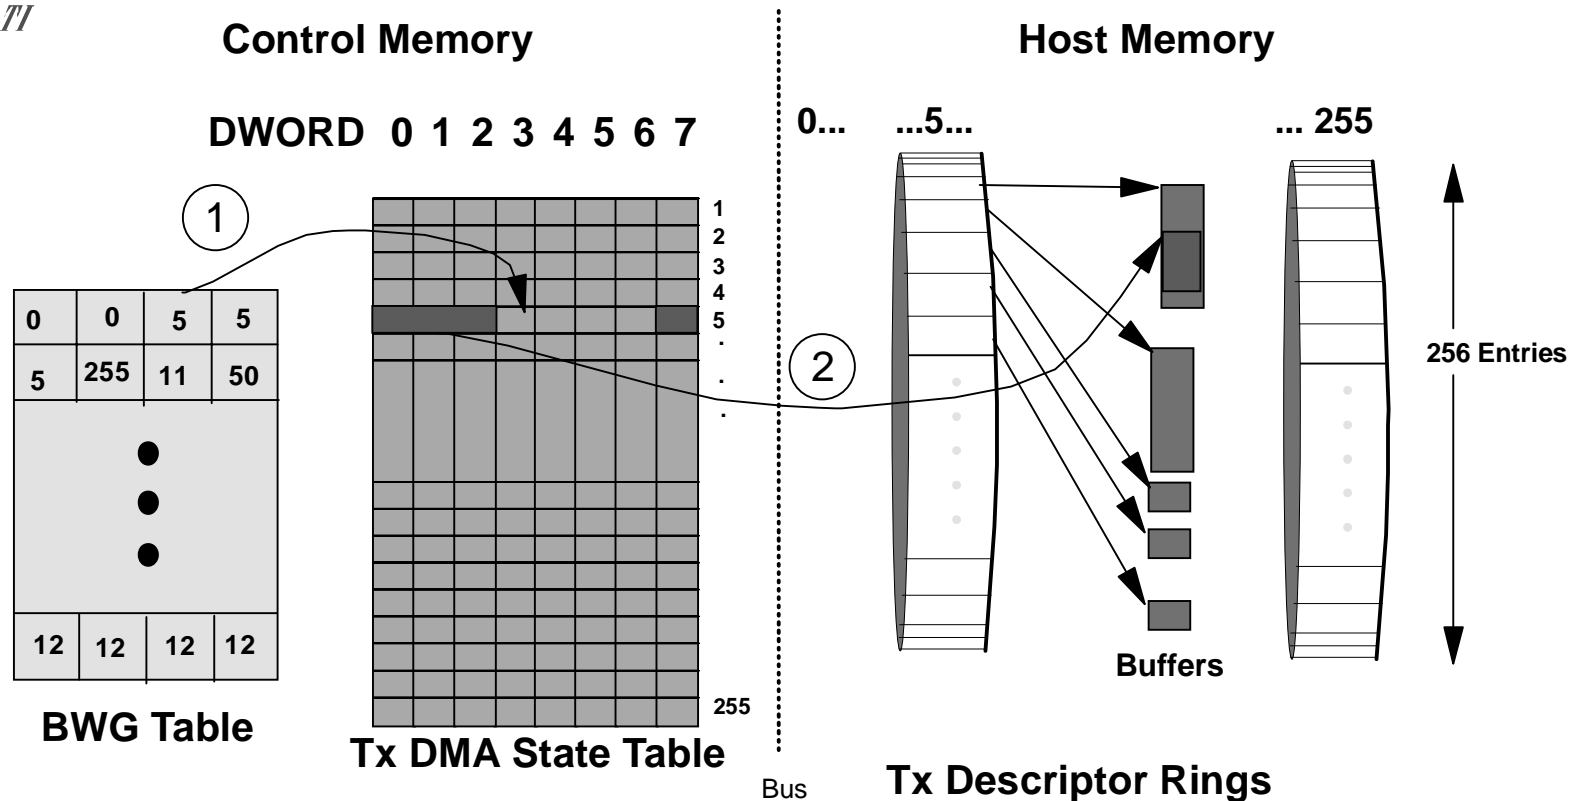 TI
Control Memory
Host Memory
DWORD 0 1 2 3 4 5 6 7
0... ...5... ... 255
1
1
2
3
4
5
.
.
.
255
0 0 5 5
5 255 11 50
12 12 12 12
BWG Table
Tx DMA State Table
2
Bus
256 Entries
Buffers
Tx Descriptor Rings